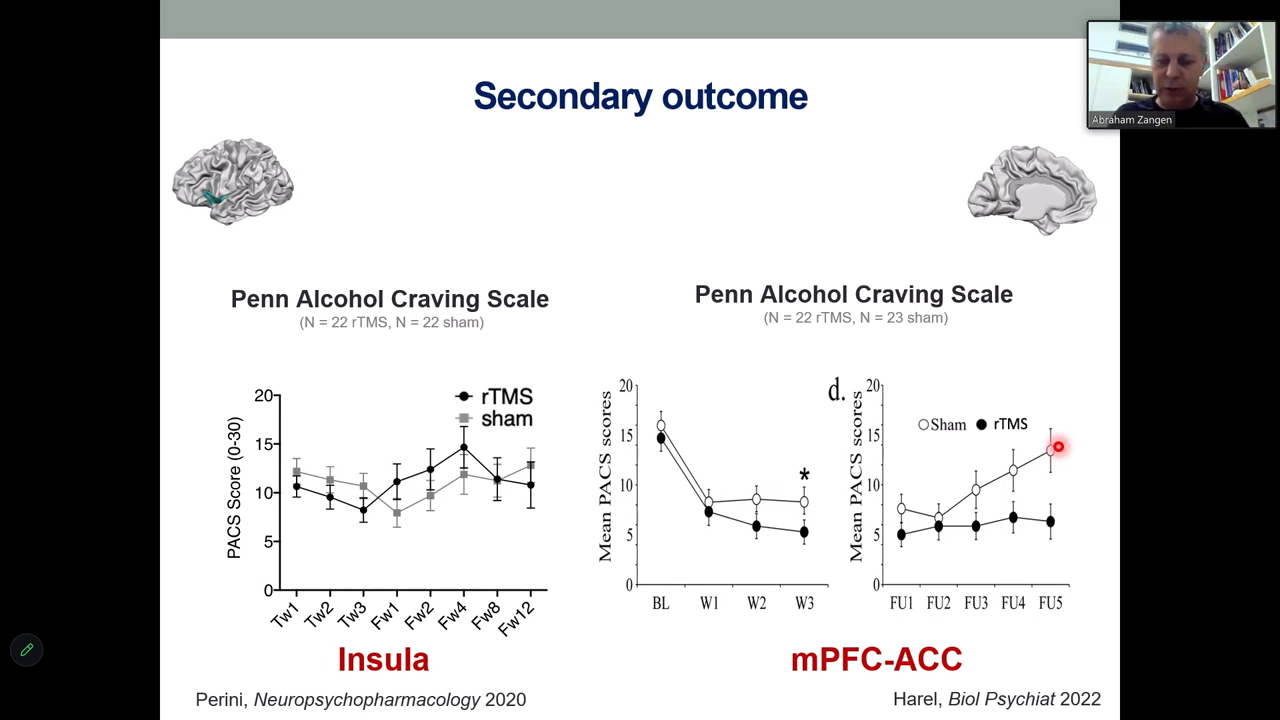 Secondary outcome
Abraham Zangen
Penn Alcohol Craving Scale
(N = 22 rTMS, N = 22 sham)
PACS Score (0-30)
20
15
10
5
0
rTMS
sham
Tw1 Tw2 Tw3 Fw1 Fw2 Fw4 Fw8 Fw12
Insula
Perini, Neuropsychopharmacology 2020
Penn Alcohol Craving Scale
(N = 22 rTMS, N = 23 sham)
Mean PACS scores
20
15
10
5
0
*
BL W1 W2 W3
d.
Mean PACS scores
20
15
10
5
0
Sham rTMS
FU1 FU2 FU3 FU4 FU5
mPFC-ACC
Harel, Biol Psychiat 2022